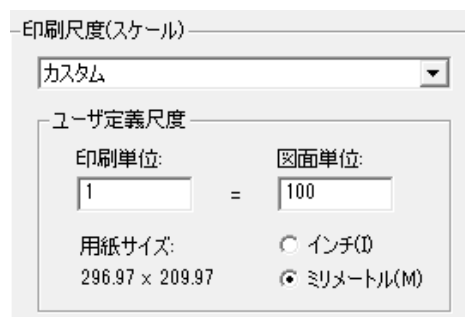 印刷尺度(スケール)
カスタム
ユーザ定義尺度
印刷単位: 図面単位:
1 = 100
用紙サイズ: インチ(I)
296.97 x 209.97 ミリメートル(M)